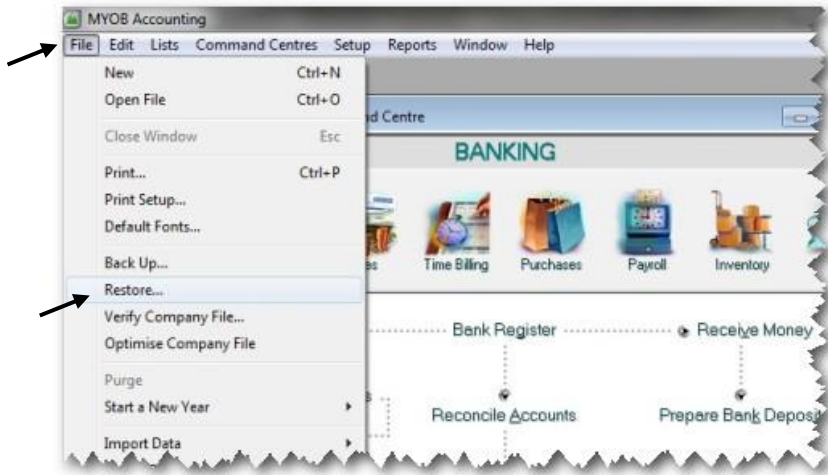 MYOB Accounting
File Edit Lists Command Centres Setup Reports Window Help
New Ctrl+N
Open File Ctrl+O
Close Window Esc
Print... Ctrl+P
Print Setup...
Default Fonts...
Back Up...
Restore...
Verify Company File...
Optimise Company File
Purge
Start a New Year
Import Data
Centre
BANKING
Time Billing Purchases Payroll Inventory
Bank Register Receive Money
Reconcile Accounts Prepare Bank